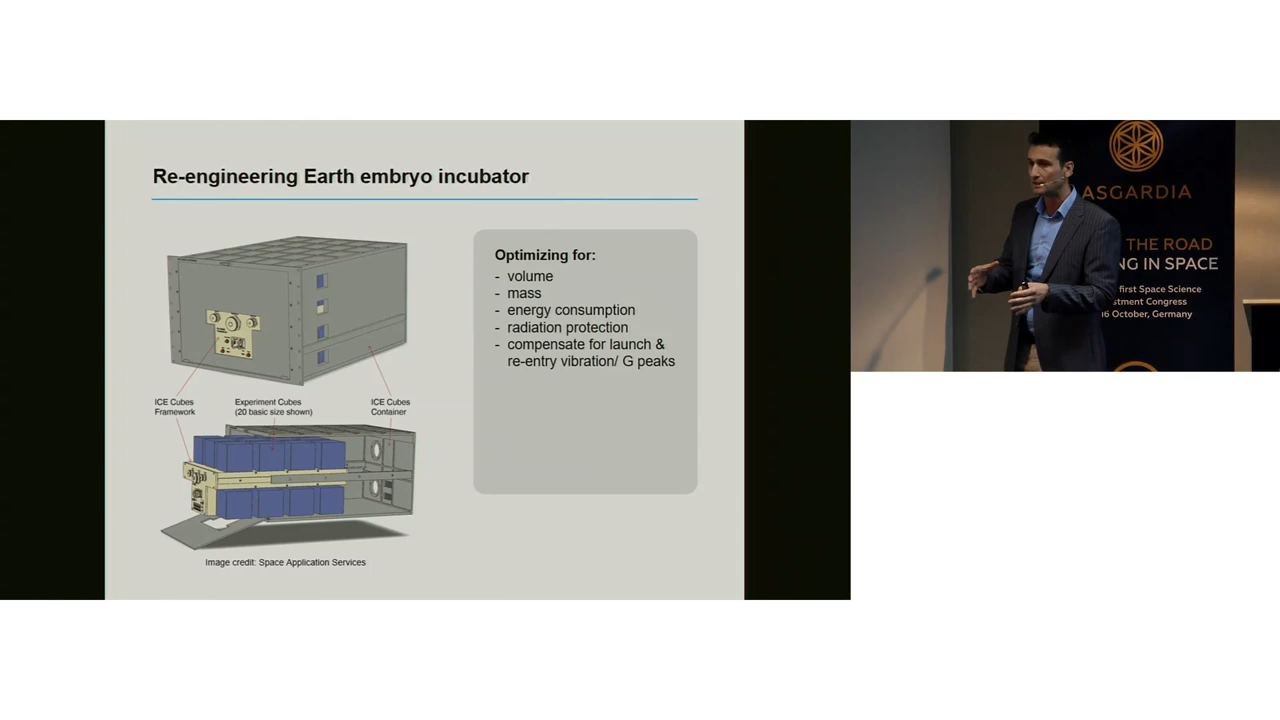 Re-engineering Earth embryo incubator
ICE Cubes
Framework
Experiment Cubes
(20 basic size shown)
ICE Cubes
Container
Image credit: Space Application Services
Optimizing for:
- volume
- mass
- energy consumption
- radiation protection
- compensate for launch &
re-entry vibration/ G peaks
ASGARDIA
THE ROAD
NG IN SPACE
first Space Science
stment Congress
16 October, Germany